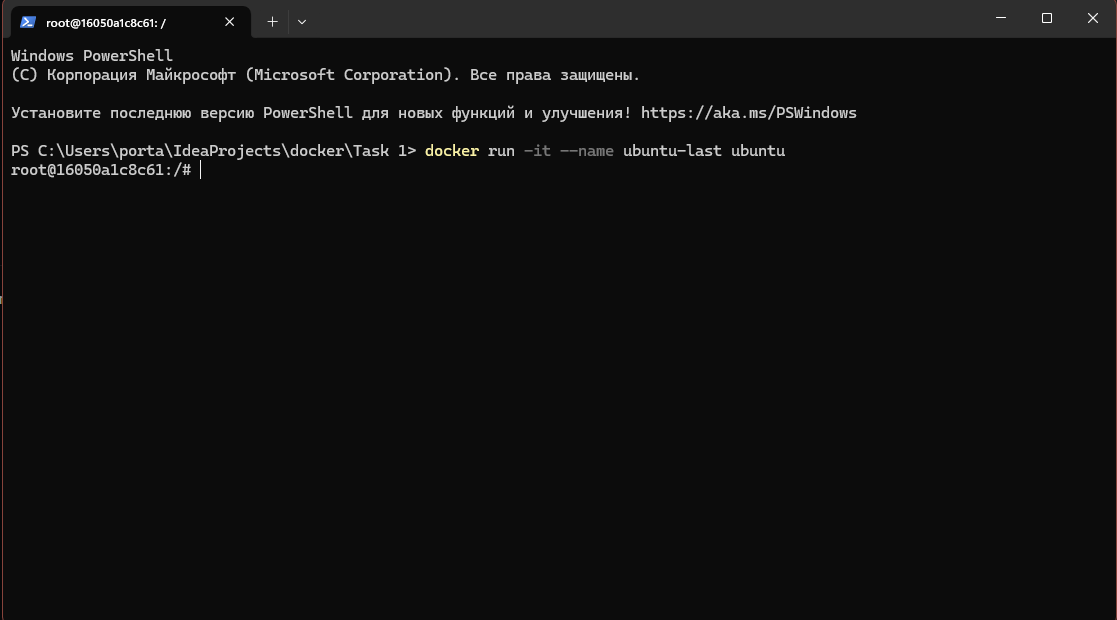 root@16050a1c8c61: /
Windows PowerShell
(C) Корпорация Майкрософт (Microsoft Corporation). Все права защищены.
Установите последнюю версию PowerShell для новых функций и улучшения! https://aka.ms/PSWindows
PS C:\Users\porta\IdeaProjects\docker\Task 1> docker run -it --name ubuntu-last ubuntu
root@16050a1c8c61:/#